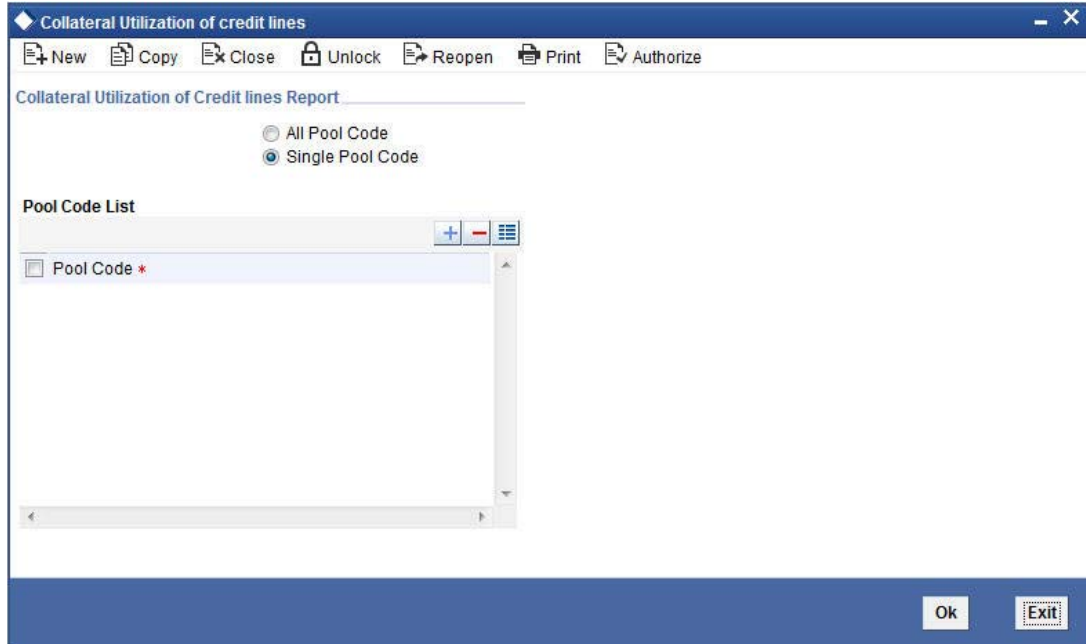 Collateral Utilization of credit lines
New Copy Close Unlock Reopen Print Authorize
Collateral Utilization of Credit lines Report
All Pool Code
Single Pool Code
Pool Code List
Pool Code *
Ok Exit